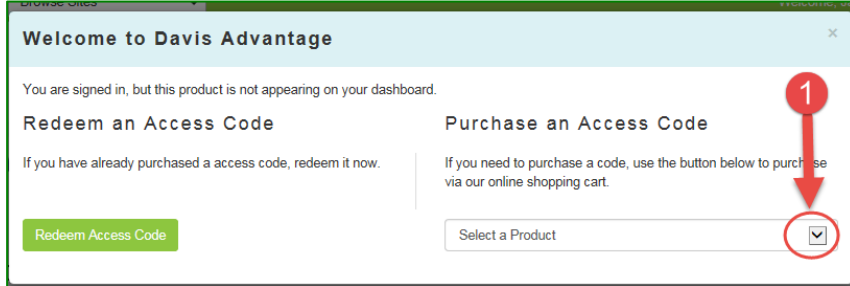 Browse Sites
Welcome to Davis Advantage
×
You are signed in, but this product is not appearing on your dashboard.
1
Redeem an Access Code
Purchase an Access Code
If you have already purchased a access code, redeem it now.
If you need to purchase a code, use the button below to purchase
via our online shopping cart.
Redeem Access Code
Select a Product